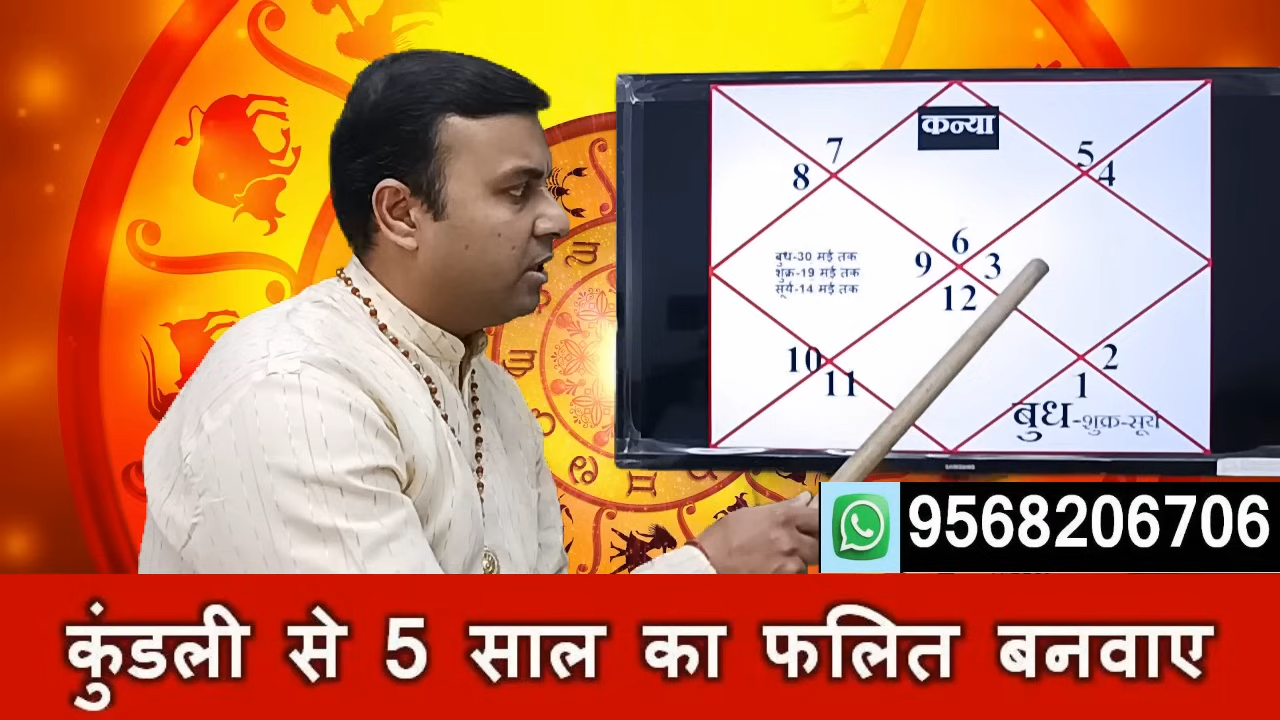 कन्या
7
8
5
4
बुध-30 मई तक
शुक्र-19 मई तक
सूर्य-14 मई तक
6
9
3
12
10
11
2
1
बुध-शुक्र-सूर्य
SAMSUNG
9568206706
कुंडली से 5 साल का फलित बनवाए